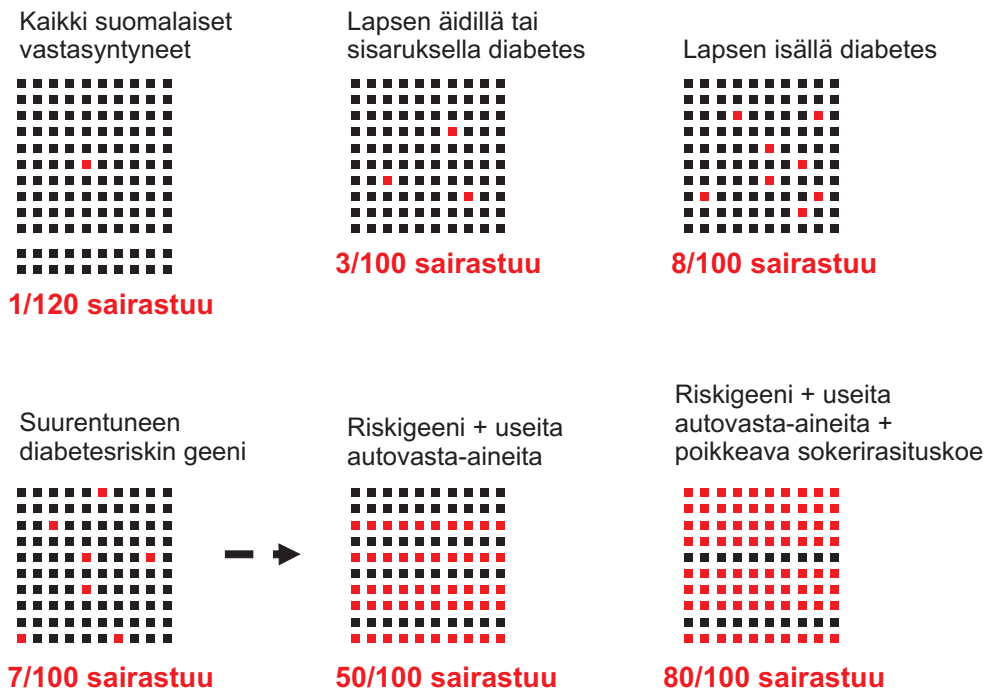 Kaikki suomalaiset
vastasyntyneet
1/120 sairastuu
Lapsen äidillä tai
sisaruksella diabetes
3/100 sairastuu
Lapsen isällä diabetes
8/100 sairastuu
Suurentuneen
diabetesriskin geeni
7/100 sairastuu
Riskigeeni + useita
autovasta-aineita
50/100 sairastuu
Riskigeeni + useita
autovasta-aineita +
poikkeava sokerirasituskoe
80/100 sairastuu